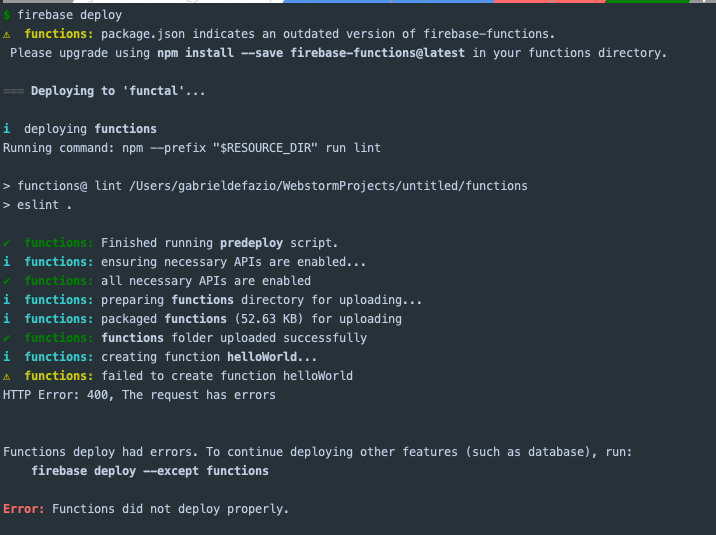 $ firebase deploy
⚠  functions: package.json indicates an outdated version of firebase-functions.
 Please upgrade using npm install --save firebase-functions@latest in your functions directory.
=== Deploying to 'functal'...
i  deploying functions
Running command: npm --prefix "$RESOURCE_DIR" run lint
> functions@ lint /Users/gabrieldefazio/WebstormProjects/untitled/functions
> eslint .
✔  functions: Finished running predeploy script.
i  functions: ensuring necessary APIs are enabled...
✔  functions: all necessary APIs are enabled
i  functions: preparing functions directory for uploading...
i  functions: packaged functions (52.63 KB) for uploading
✔  functions: functions folder uploaded successfully
i  functions: creating function helloWorld...
⚠  functions: failed to create function helloWorld
HTTP Error: 400, The request has errors
Functions deploy had errors. To continue deploying other features (such as database), run:
    firebase deploy --except functions
Error: Functions did not deploy properly.